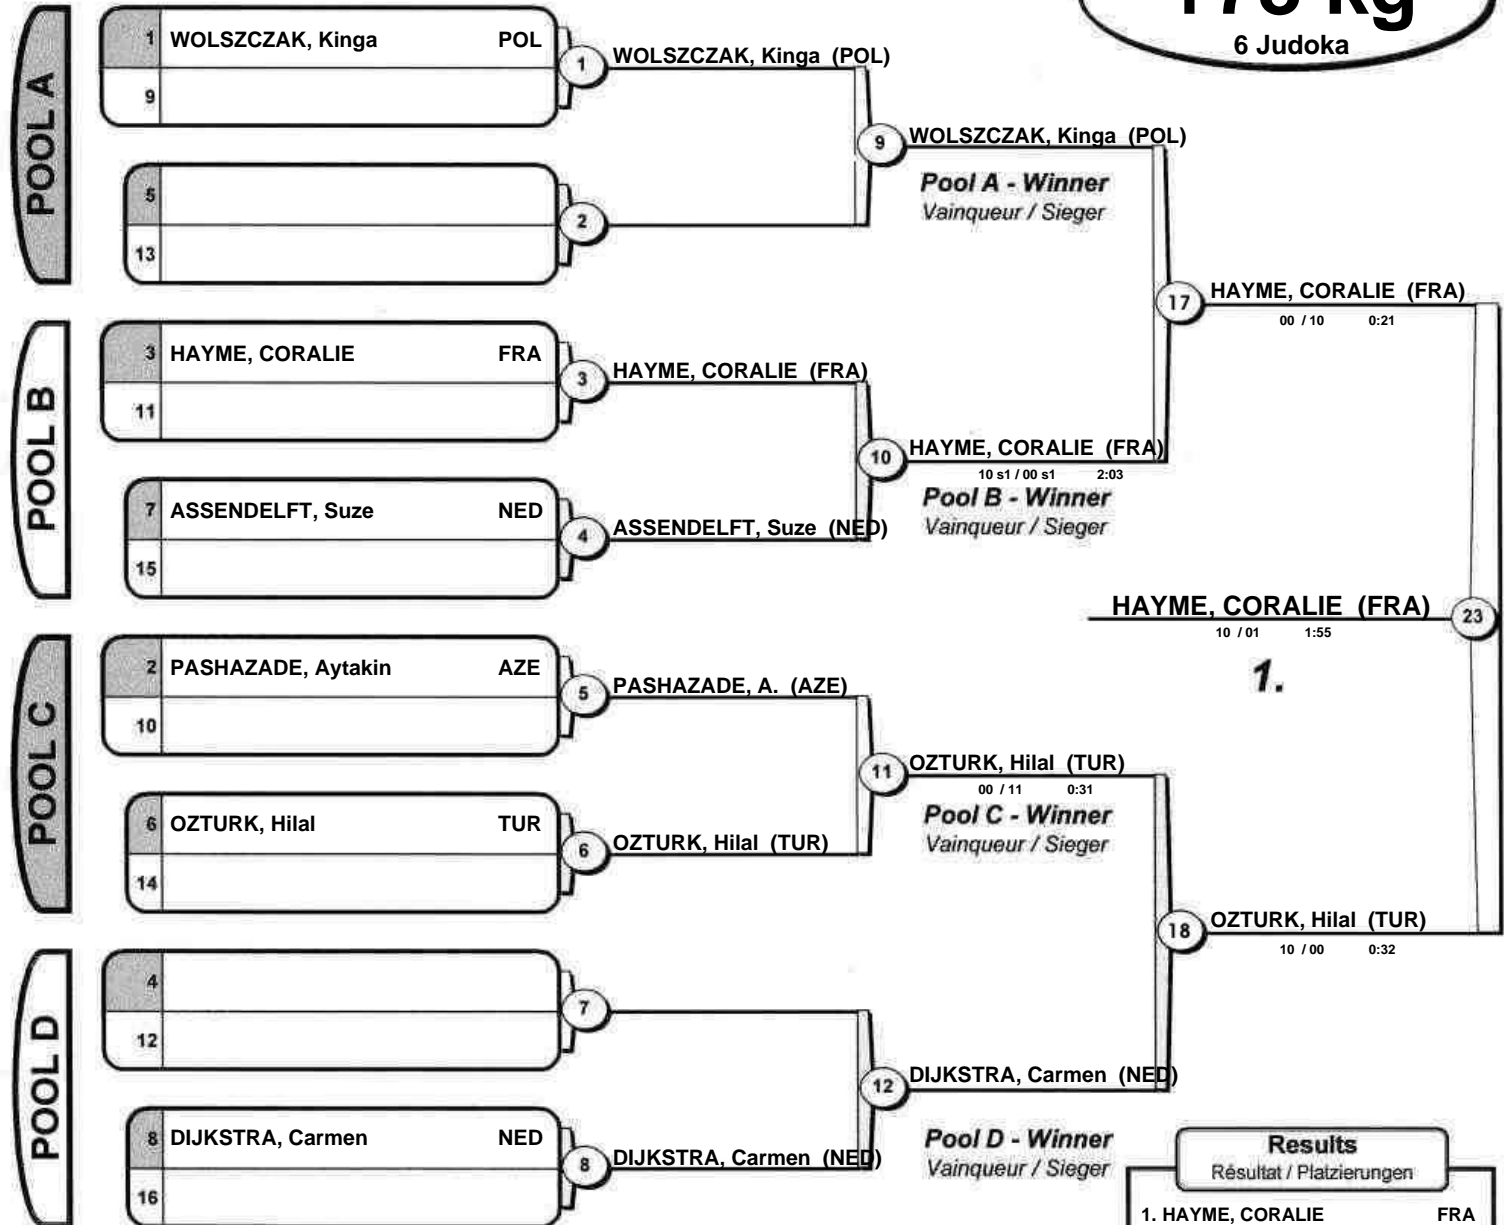 +78 kg
6 Judoka
POOL A
1 WOLSZCZAK, Kinga POL
9
1 WOLSZCZAK, Kinga (POL)
5
13
2
9 WOLSZCZAK, Kinga (POL)
Pool A - Winner
Vainqueur / Sieger
POOL B
3 HAYME, CORALIE FRA
11
3 HAYME, CORALIE (FRA)
7 ASSENDELFT, Suze NED
15
4 ASSENDELFT, Suze (NED)
10 HAYME, CORALIE (FRA)
10 s1 / 00 s1 2:03
Pool B - Winner
Vainqueur / Sieger
17 HAYME, CORALIE (FRA)
00 / 10 0:21
HAYME, CORALIE (FRA) 23
10 / 01 1:55
1.
POOL C
2 PASHAZADE, Aytakin AZE
10
5 PASHAZADE, A. (AZE)
6 OZTURK, Hilal TUR
14
6 OZTURK, Hilal (TUR)
11 OZTURK, Hilal (TUR)
00 / 11 0:31
Pool C - Winner
Vainqueur / Sieger
18 OZTURK, Hilal (TUR)
10 / 00 0:32
POOL D
4
12
7
8 DIJKSTRA, Carmen NED
16
8 DIJKSTRA, Carmen (NED)
12 DIJKSTRA, Carmen (NED)
Pool D - Winner
Vainqueur / Sieger
Results
Résultat / Platzierungen
1. HAYME, CORALIE FRA